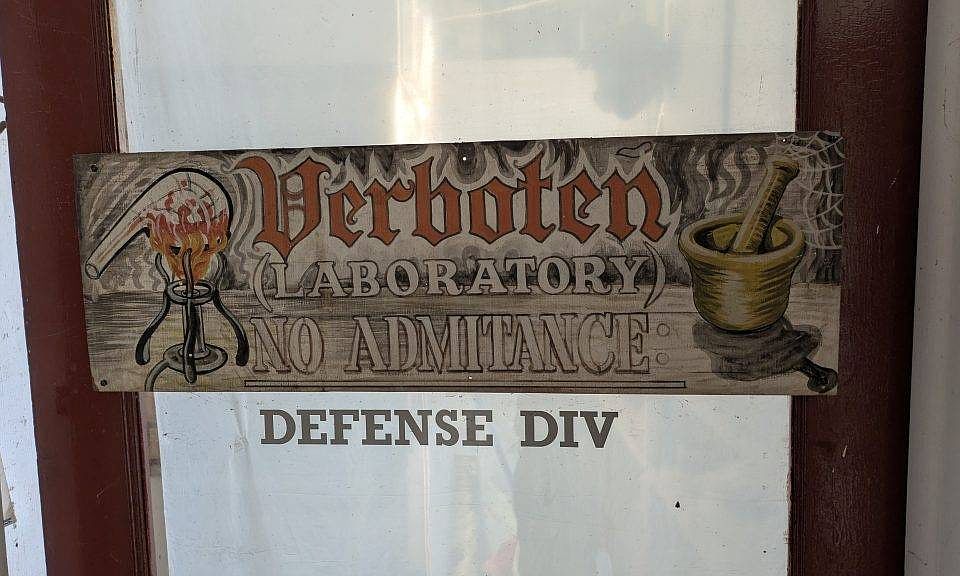 Verboten
(LABORATORY)
NO ADMITANCE:
DEFENSE DIV